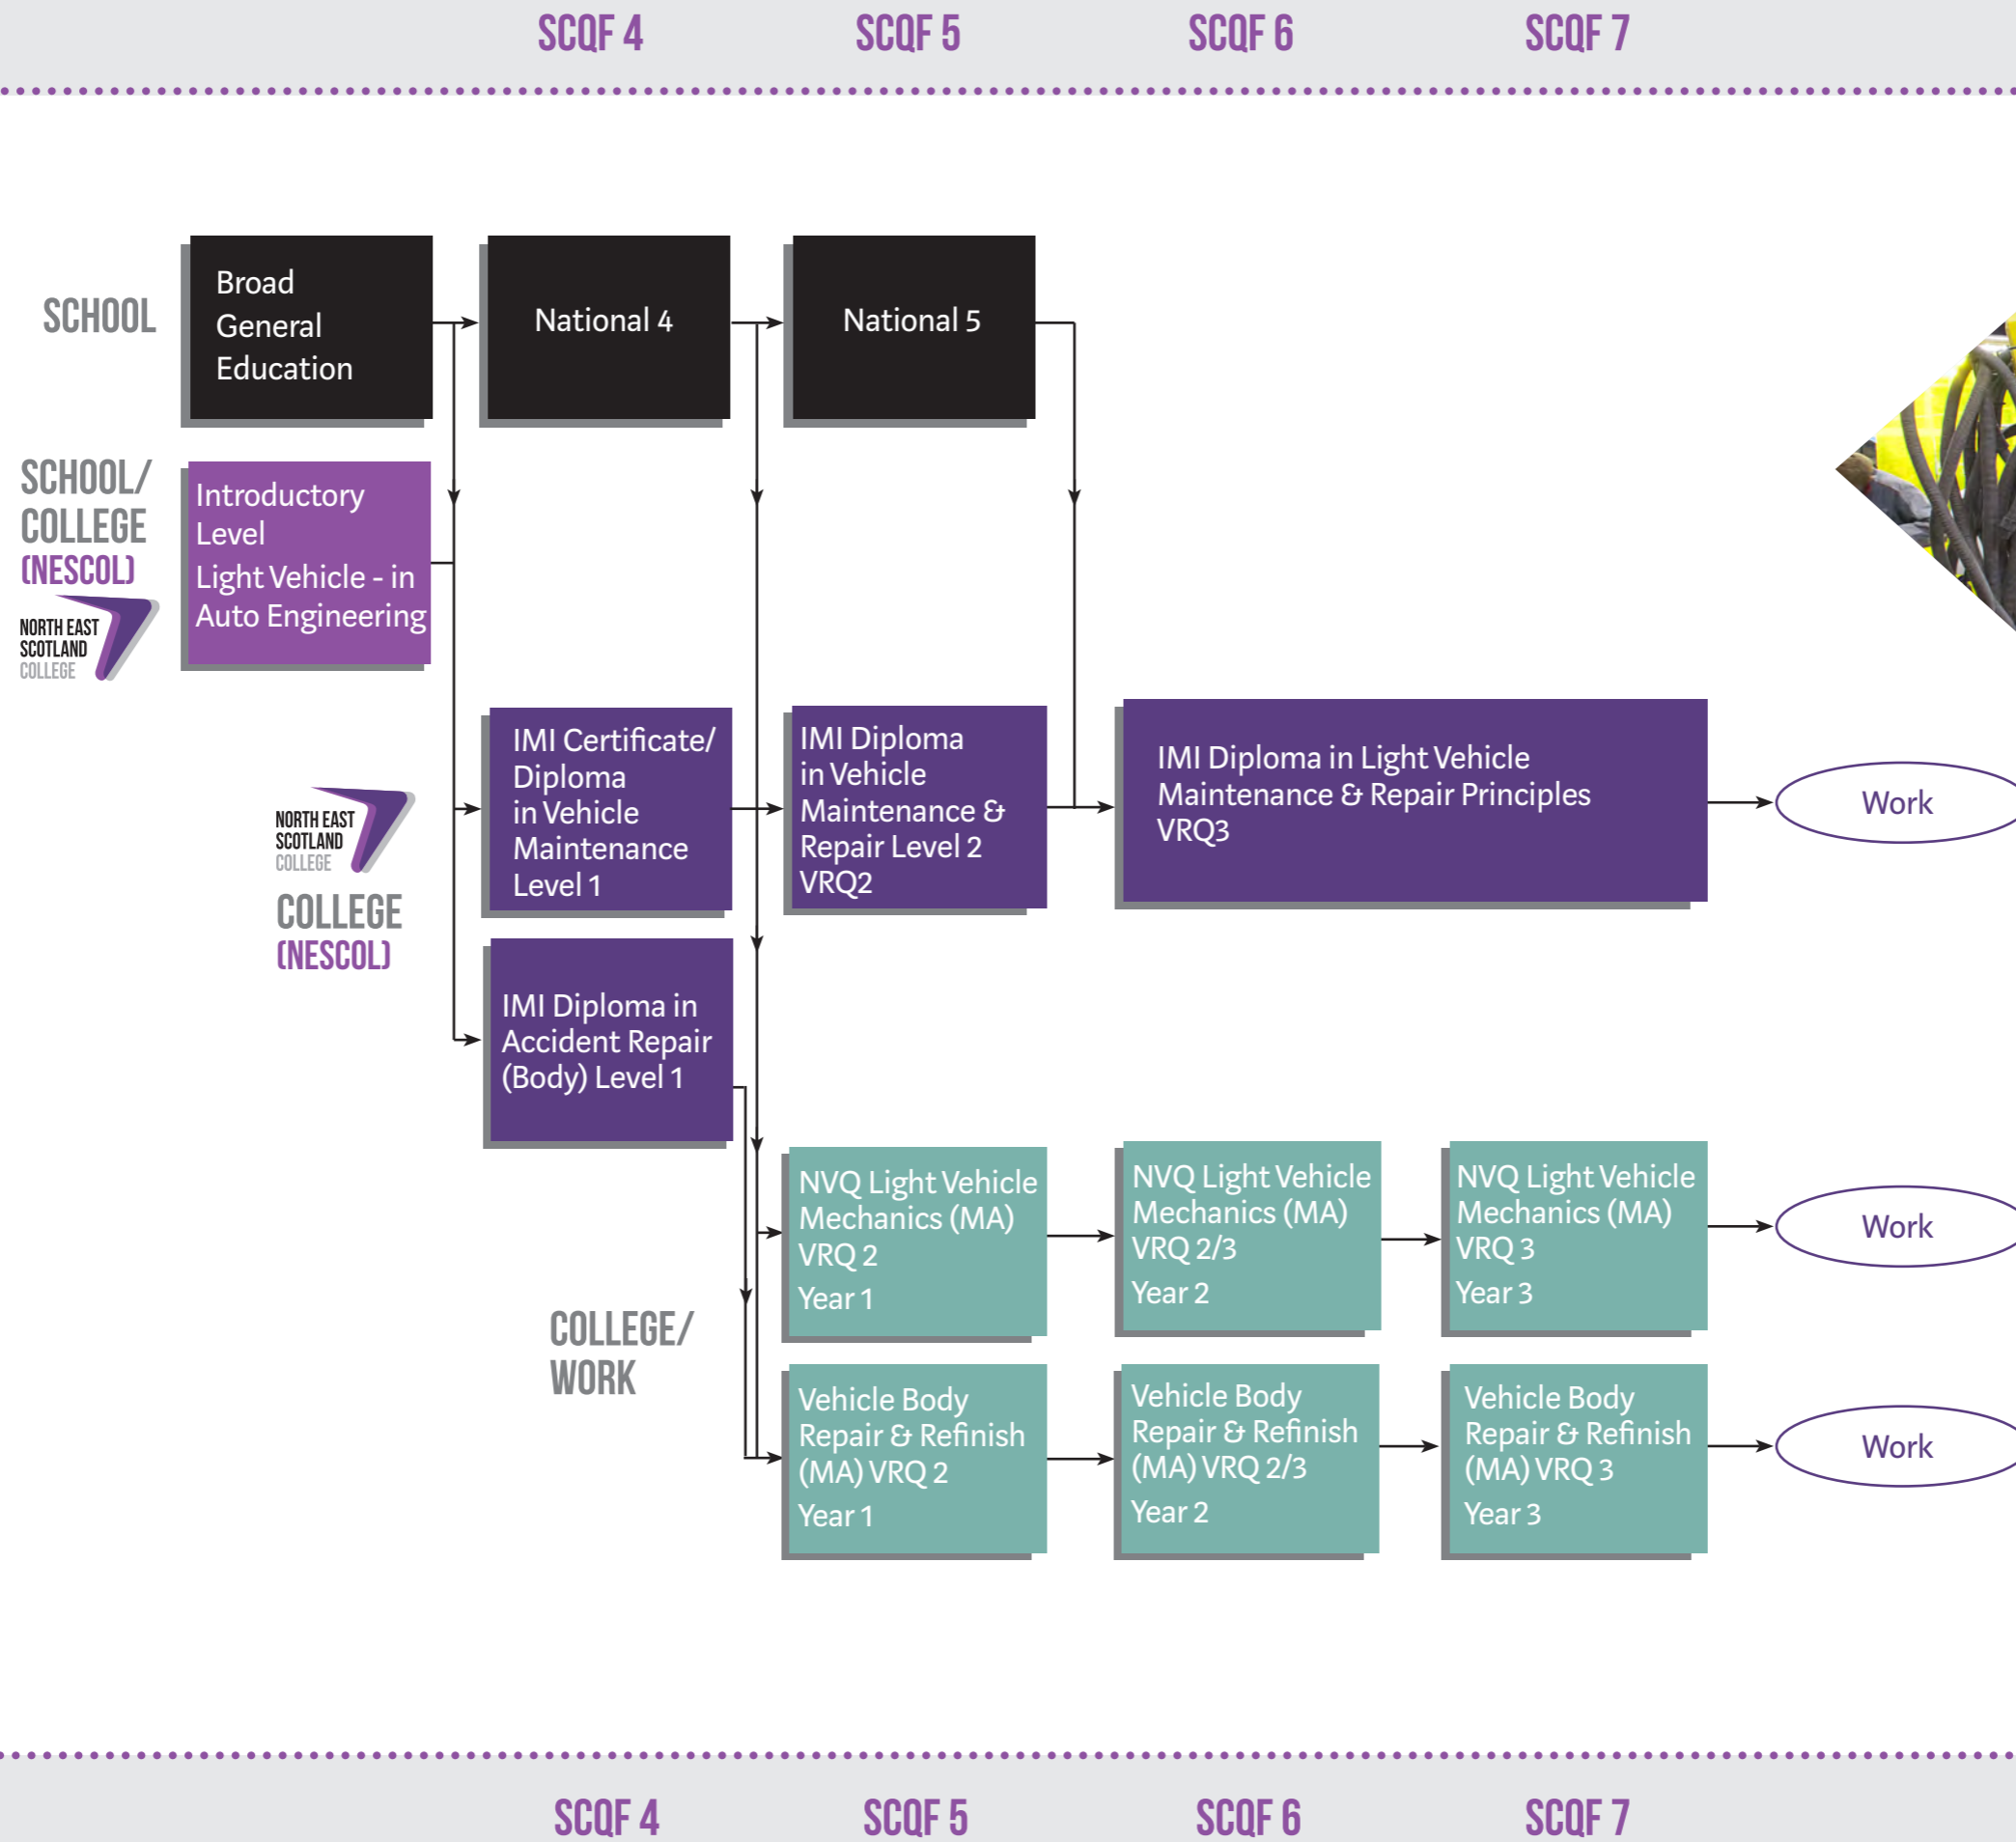 SCQF 4
SCQF 5
SCQF 6
SCQF 7
SCHOOL
Broad
General
Education
National 4
National 5
SCHOOL/
COLLEGE
(NESCOL)
NORTH EAST
SCOTLAND
COLLEGE
Introductory
Level
Light Vehicle - in
Auto Engineering
NORTH EAST
SCOTLAND
COLLEGE
COLLEGE
(NESCOL)
IMI Certificate/
Diploma
in Vehicle
Maintenance
Level 1
IMI Diploma
in Vehicle
Maintenance &
Repair Level 2
VRQ2
IMI Diploma in Light Vehicle
Maintenance & Repair Principles
VRQ3
Work
IMI Diploma in
Accident Repair
(Body) Level 1
COLLEGE/
WORK
NVQ Light Vehicle
Mechanics (MA)
VRQ 2
Year 1
NVQ Light Vehicle
Mechanics (MA)
VRQ 2/3
Year 2
NVQ Light Vehicle
Mechanics (MA)
VRQ 3
Year 3
Work
Vehicle Body
Repair & Refinish
(MA) VRQ 2
Year 1
Vehicle Body
Repair & Refinish
(MA) VRQ 2/3
Year 2
Vehicle Body
Repair & Refinish
(MA) VRQ 3
Year 3
Work
SCQF 4
SCQF 5
SCQF 6
SCQF 7